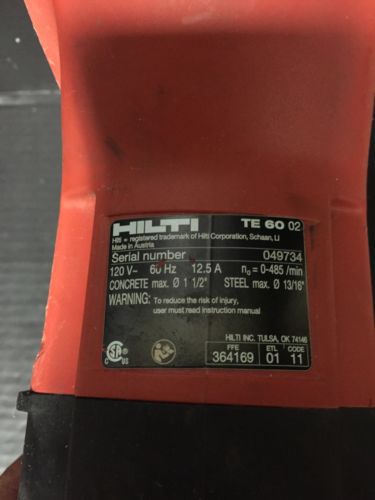 HILTI TE 60 02
Hilti = registered trademark of Hilti Corporation, Schaan, LI
Made in Austria
Serial number 049734
120 V~ 60 Hz 12.5 A n₀ = 0-485 /min
CONCRETE max. Ø 1 1/2" STEEL max. Ø 13/16"
WARNING: To reduce the risk of injury,
user must read instruction manual
HILTI INC. TULSA, OK 74146
FFE ETL CODE
364169 01 11
C US